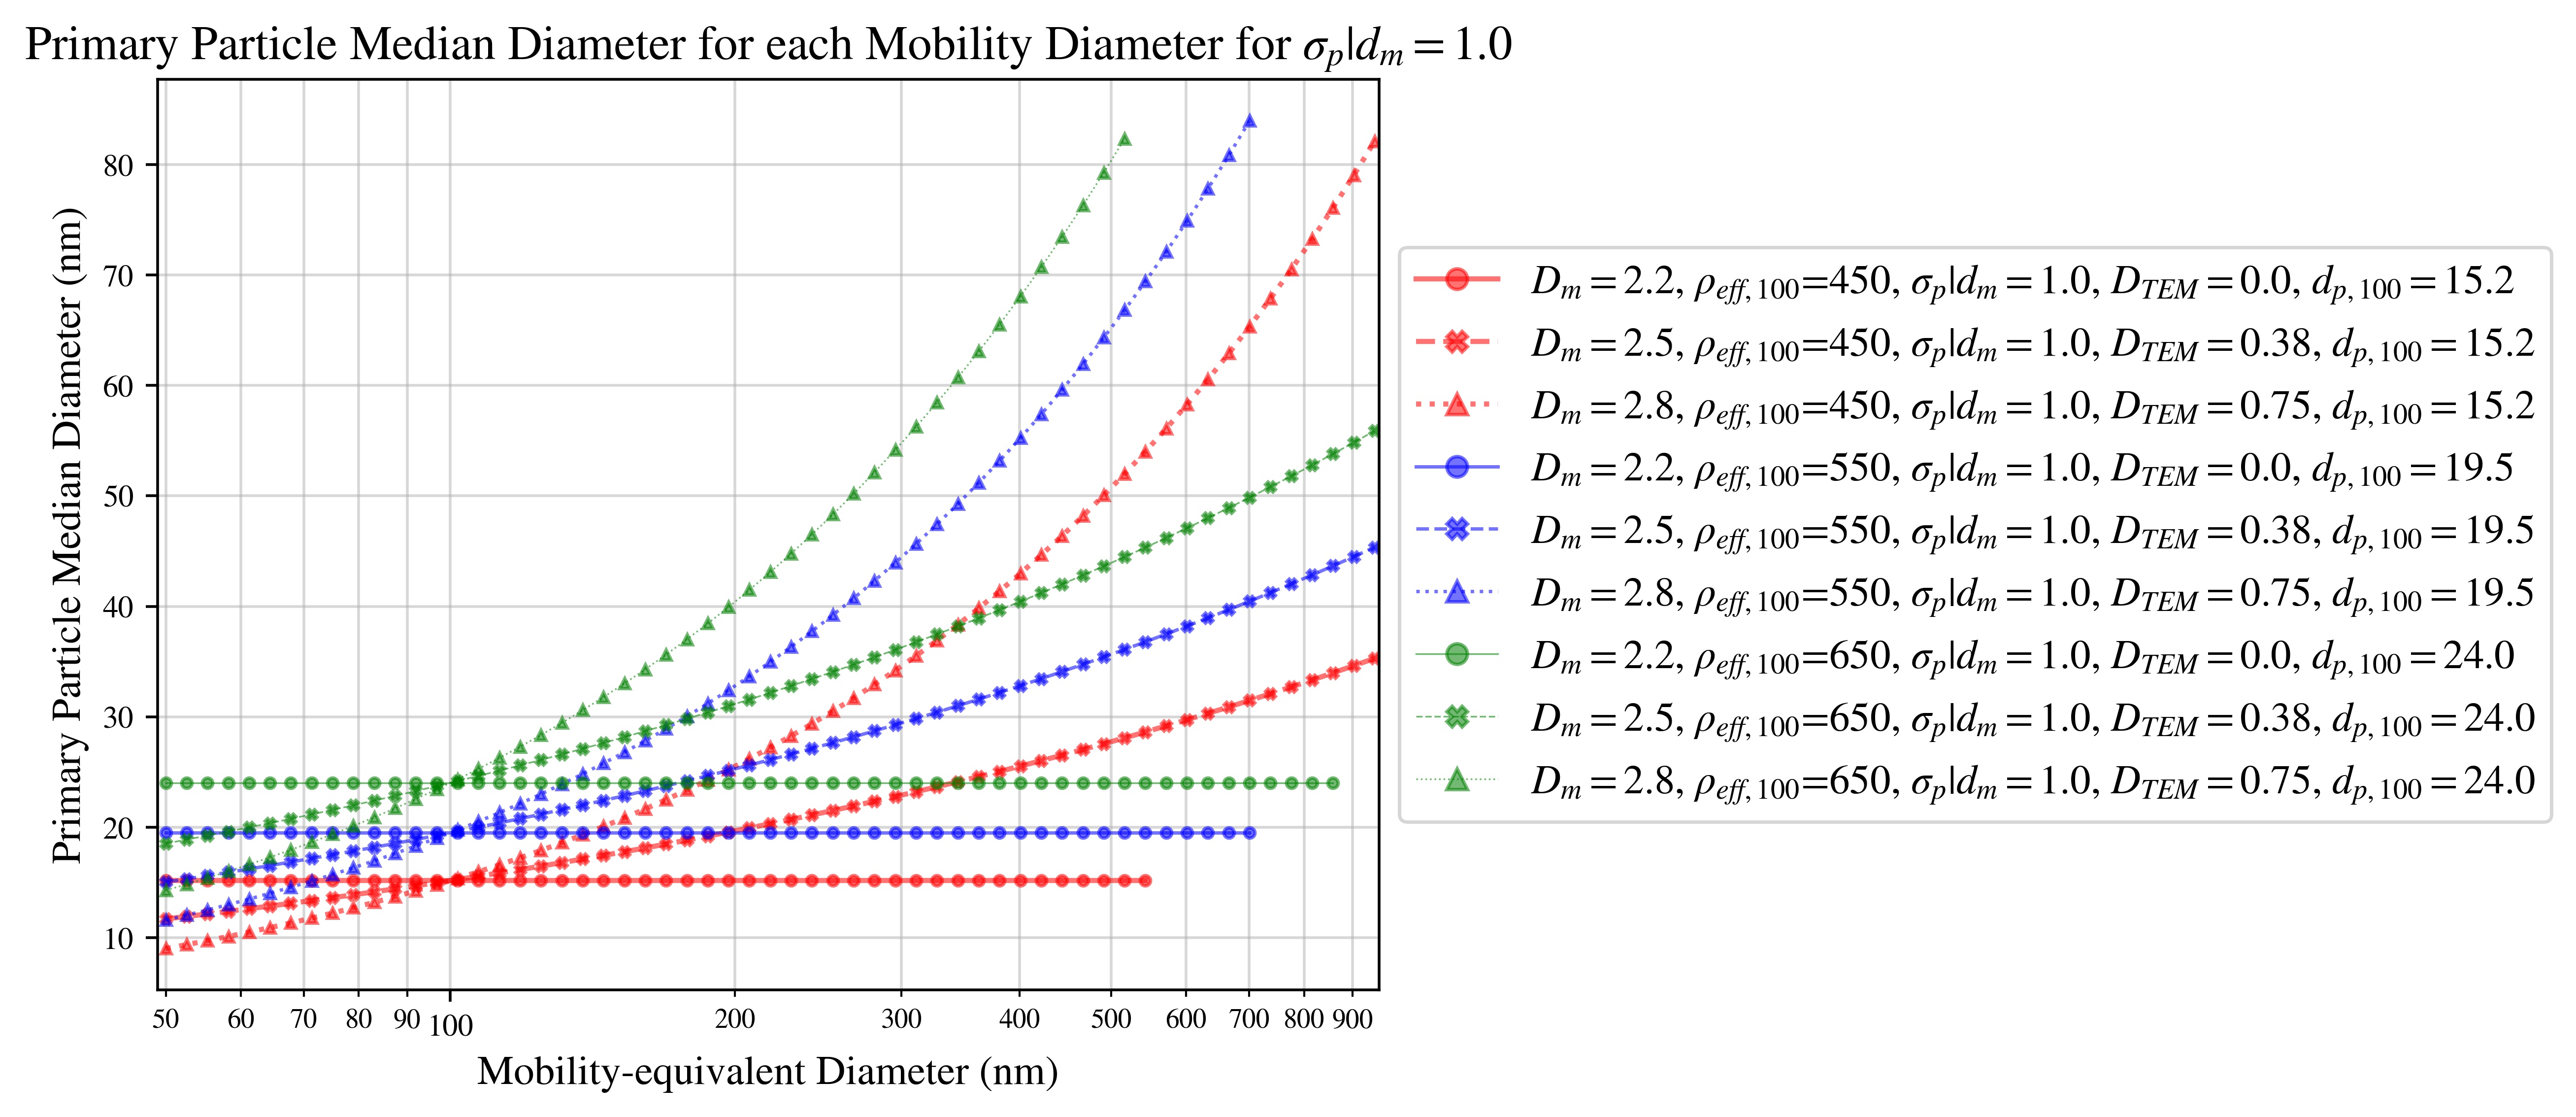 Primary Particle Median Diameter for each Mobility Diameter for σp|dm = 1.0
Primary Particle Median Diameter (nm)
80
70
60
50
40
30
20
10
50 60 70 80 90 100 200 300 400 500 600 700 800 900
Mobility-equivalent Diameter (nm)
Dm = 2.2, ρeff,100=450, σp|dm = 1.0, DTEM = 0.0, dp,100 = 15.2
Dm = 2.5, ρeff,100=450, σp|dm = 1.0, DTEM = 0.38, dp,100 = 15.2
Dm = 2.8, ρeff,100=450, σp|dm = 1.0, DTEM = 0.75, dp,100 = 15.2
Dm = 2.2, ρeff,100=550, σp|dm = 1.0, DTEM = 0.0, dp,100 = 19.5
Dm = 2.5, ρeff,100=550, σp|dm = 1.0, DTEM = 0.38, dp,100 = 19.5
Dm = 2.8, ρeff,100=550, σp|dm = 1.0, DTEM = 0.75, dp,100 = 19.5
Dm = 2.2, ρeff,100=650, σp|dm = 1.0, DTEM = 0.0, dp,100 = 24.0
Dm = 2.5, ρeff,100=650, σp|dm = 1.0, DTEM = 0.38, dp,100 = 24.0
Dm = 2.8, ρeff,100=650, σp|dm = 1.0, DTEM = 0.75, dp,100 = 24.0